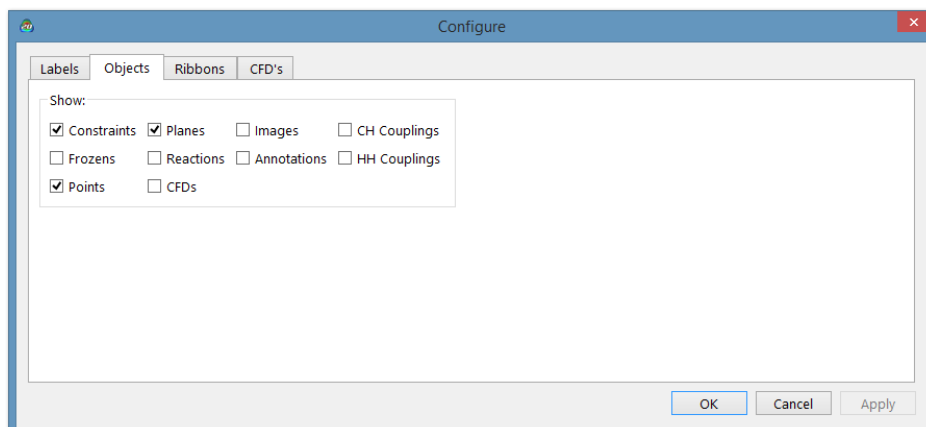 Configure
Labels Objects Ribbons CFD's
Show:
Constraints Planes Images CH Couplings
Frozens Reactions Annotations HH Couplings
Points CFDs
OK Cancel Apply